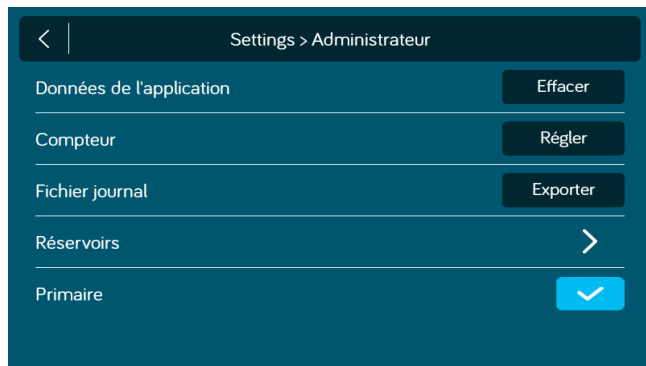 Settings > Administrateur
Données de l'application Effacer
Compteur Régler
Fichier journal Exporter
Réservoirs
Primaire